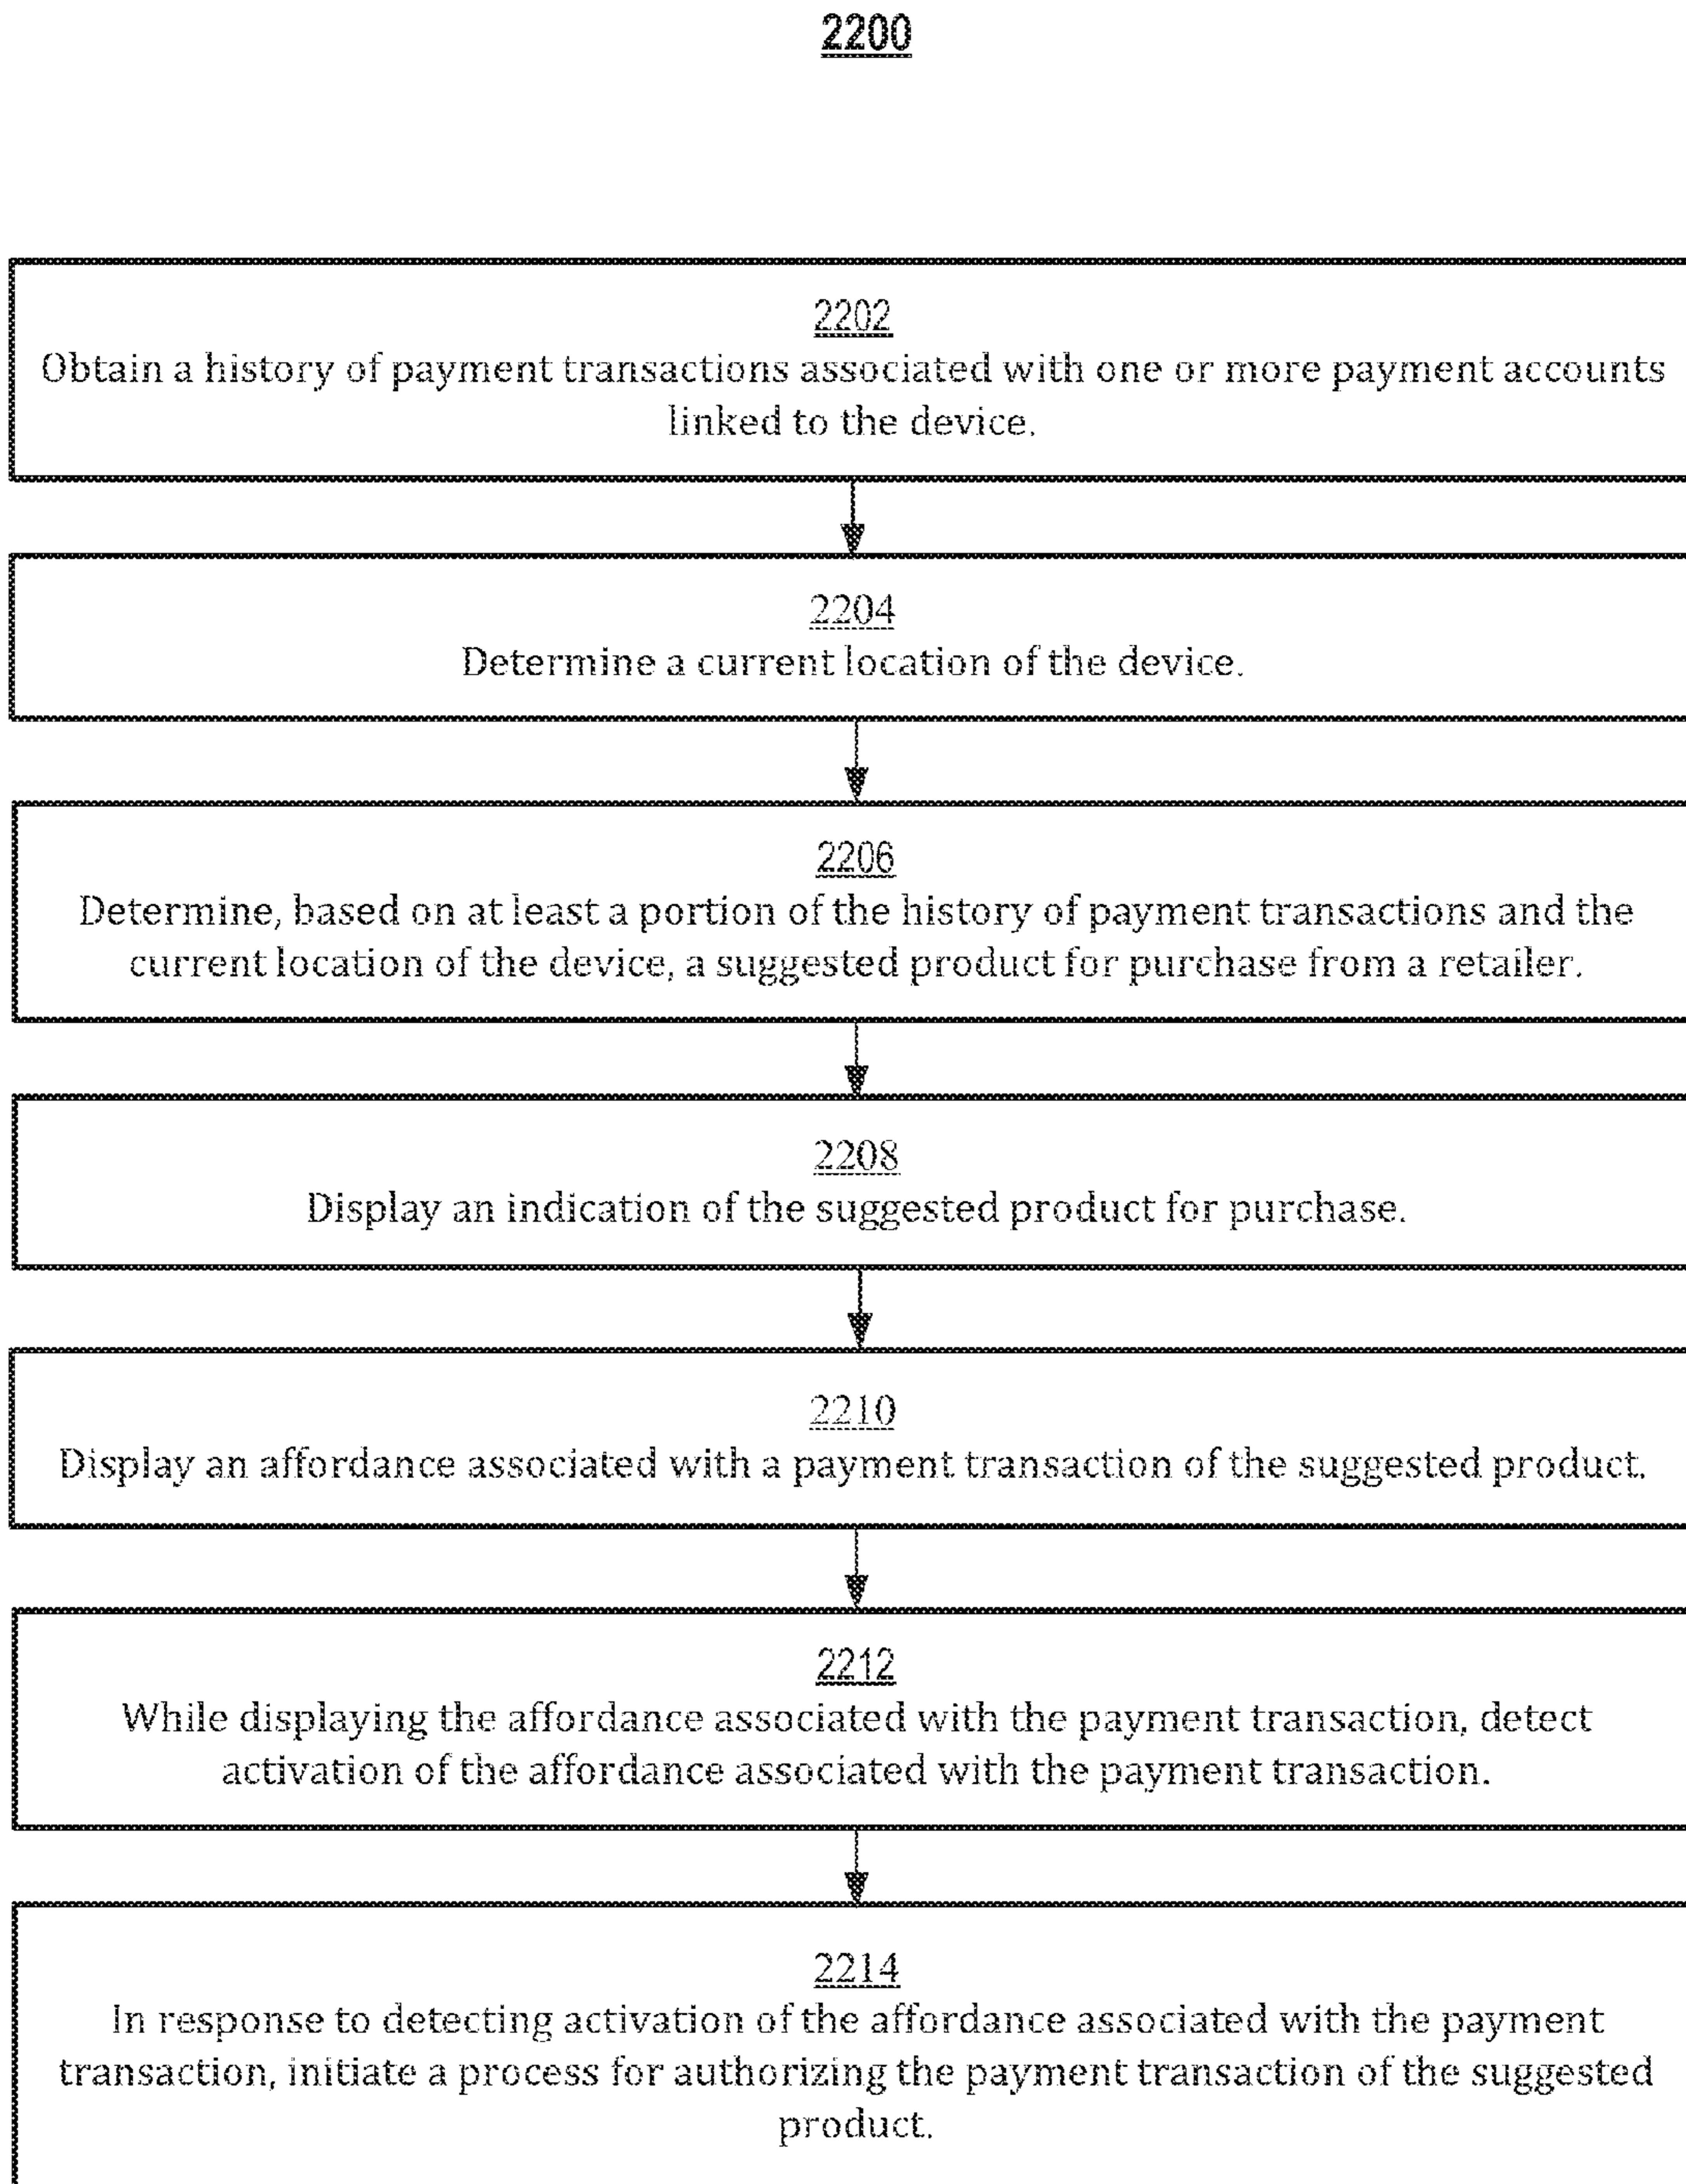 2200
2202
Obtain a history of payment transactions associated with one or more payment accounts
linked to the device.
2204
Determine a current location of the device.
2206
Determine, based on at least a portion of the history of payment transactions and the
current location of the device, a suggested product for purchase from a retailer.
2208
Display an indication of the suggested product for purchase.
2210
Display an affordance associated with a payment transaction of the suggested product.
2212
While displaying the affordance associated with the payment transaction, detect
activation of the affordance associated with the payment transaction.
2214
In response to detecting activation of the affordance associated with the payment
transaction, initiate a process for authorizing the payment transaction of the suggested
product.